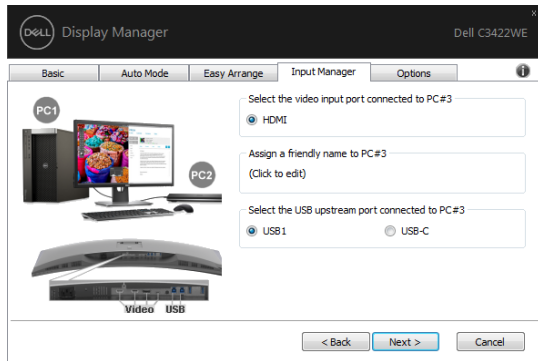 DELL Display Manager
Dell C3422WE
Basic
Auto Mode
Easy Arrange
Input Manager
Options
PC1
PC2
Video USB
Select the video input port connected to PC#3
HDMI
Assign a friendly name to PC#3
(Click to edit)
Select the USB upstream port connected to PC#3
USB1
USB-C
< Back
Next >
Cancel